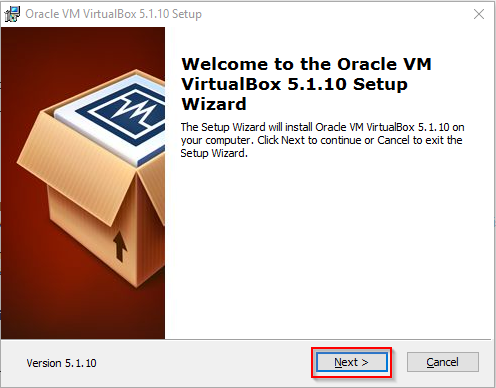 Oracle VM VirtualBox 5.1.10 Setup
Welcome to the Oracle VM
VirtualBox 5.1.10 Setup
Wizard
The Setup Wizard will install Oracle VM VirtualBox 5.1.10 on
your computer. Click Next to continue or Cancel to exit the
Setup Wizard.
Version 5.1.10
Next >
Cancel